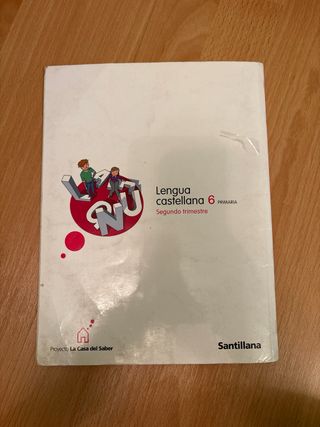 Lengua
castellana 6 PRIMARIA
Segundo trimestre
Proyecto La Casa del Saber
Santillana